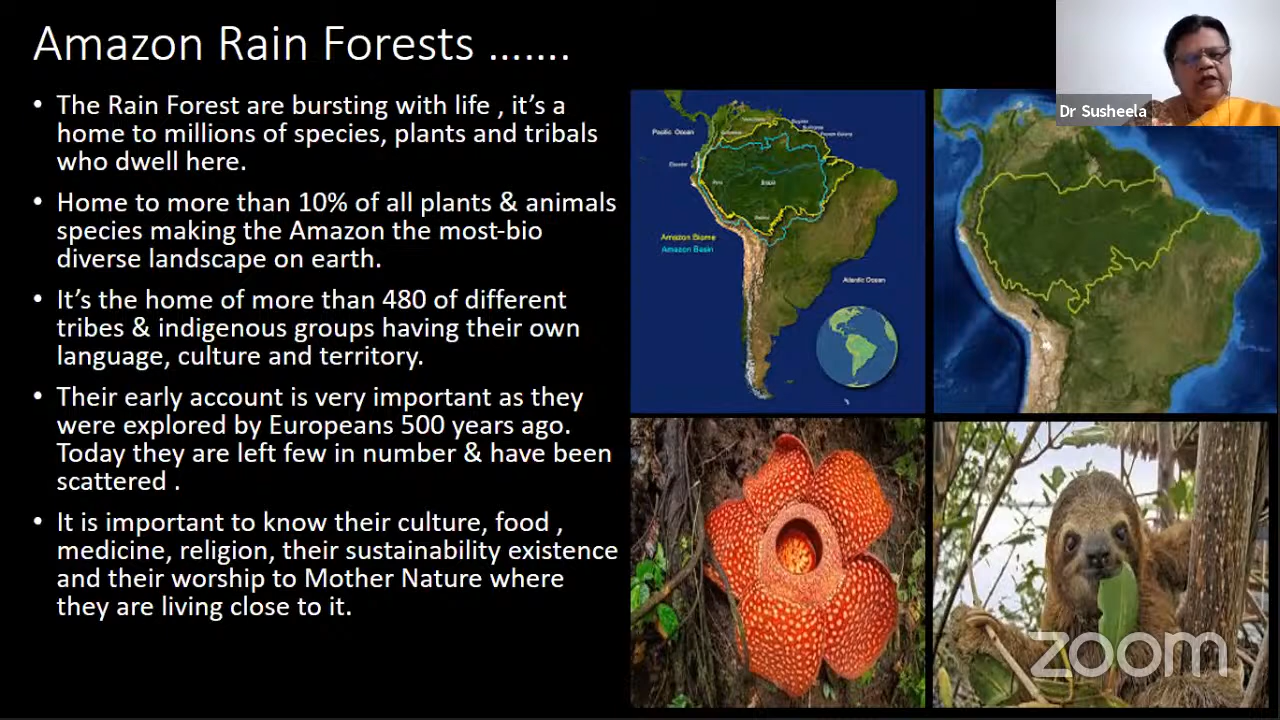 Amazon Rain Forests .......
• The Rain Forest are bursting with life , it's a
home to millions of species, plants and tribals
who dwell here.
• Home to more than 10% of all plants & animals
species making the Amazon the most-bio
diverse landscape on earth.
• It's the home of more than 480 of different
tribes & indigenous groups having their own
language, culture and territory.
• Their early account is very important as they
were explored by Europeans 500 years ago.
Today they are left few in number & have been
scattered .
• It is important to know their culture, food ,
medicine, religion, their sustainability existence
and their worship to Mother Nature where
they are living close to it.
Dr Susheela
Pacific Ocean
Ecuador
Peru
Brazil
Amazon Biome
Amazon Basin
Atlantic Ocean
zoom